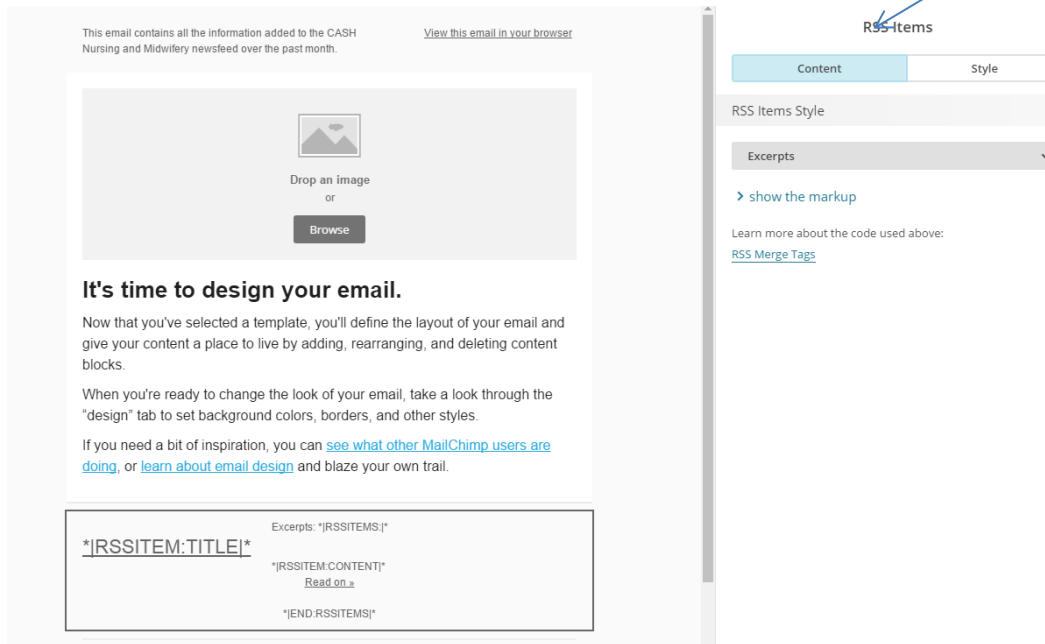 This email contains all the information added to the CASH
Nursing and Midwifery newsfeed over the past month.
View this email in your browser
Drop an image
or
Browse
It's time to design your email.
Now that you've selected a template, you'll define the layout of your email and
give your content a place to live by adding, rearranging, and deleting content
blocks.
When you're ready to change the look of your email, take a look through the
“design” tab to set background colors, borders, and other styles.
If you need a bit of inspiration, you can see what other MailChimp users are
doing, or learn about email design and blaze your own trail.
Excerpts: *|RSSITEMS:|*
*|RSSITEM:TITLE|*
*|RSSITEM:CONTENT|*
Read on »
*|END:RSSITEMS|*
RSS Items
Content
Style
RSS Items Style
Excerpts
show the markup
Learn more about the code used above:
RSS Merge Tags